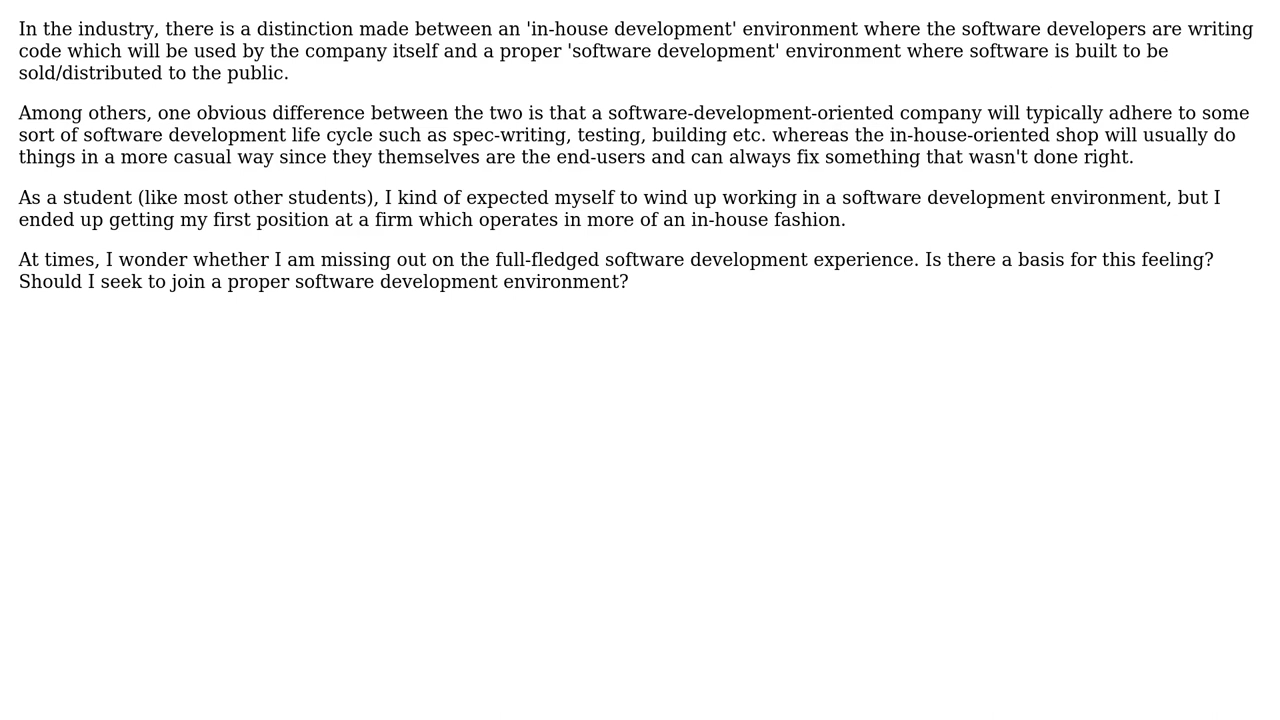 In the industry, there is a distinction made between an 'in-house development' environment where the software developers are writing
code which will be used by the company itself and a proper 'software development' environment where software is built to be
sold/distributed to the public.
Among others, one obvious difference between the two is that a software-development-oriented company will typically adhere to some
sort of software development life cycle such as spec-writing, testing, building etc. whereas the in-house-oriented shop will usually do
things in a more casual way since they themselves are the end-users and can always fix something that wasn't done right.
As a student (like most other students), I kind of expected myself to wind up working in a software development environment, but I
ended up getting my first position at a firm which operates in more of an in-house fashion.
At times, I wonder whether I am missing out on the full-fledged software development experience. Is there a basis for this feeling?
Should I seek to join a proper software development environment?